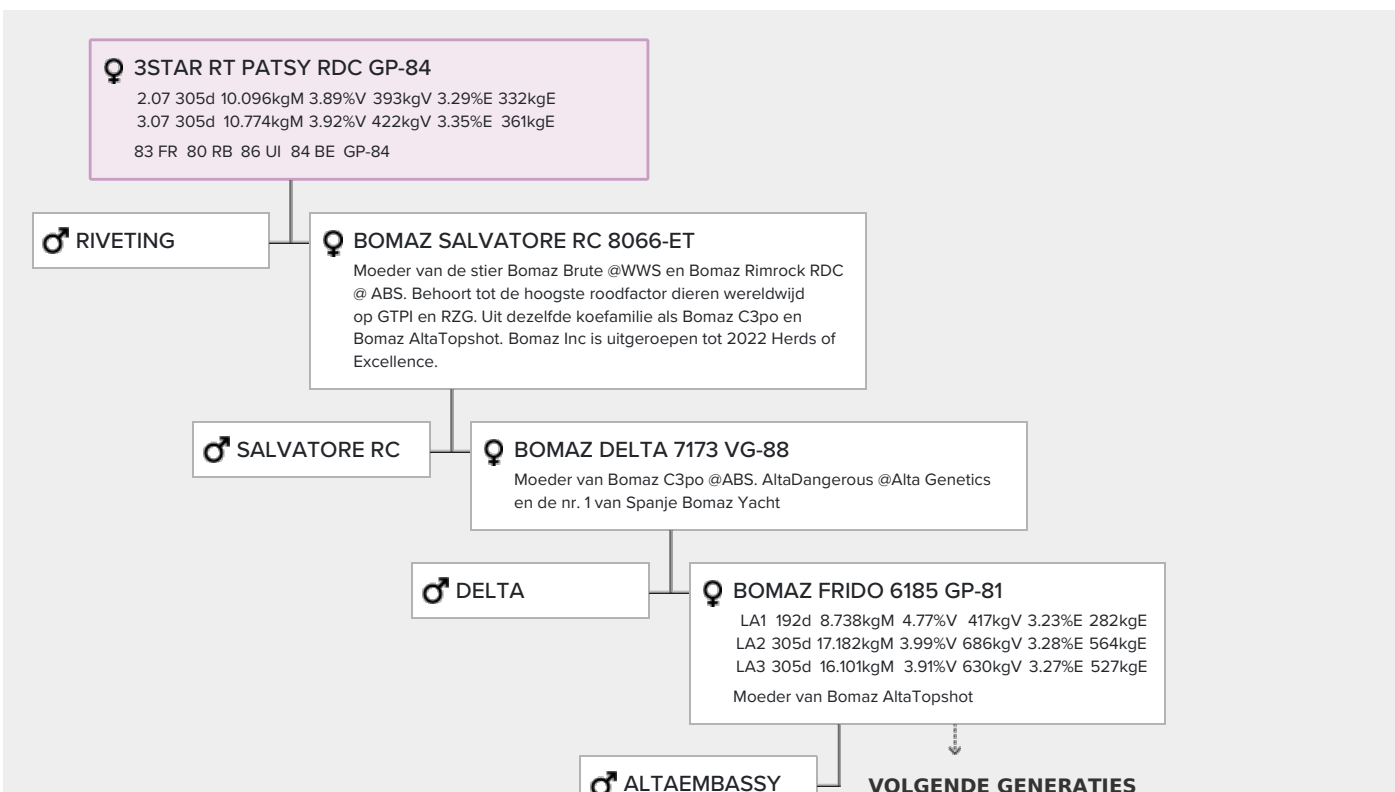 3STAR RT PATSY RDC GP-84
2.07 305d 10.096kgM 3.89%V 393kgV 3.29%E 332kgE
3.07 305d 10.774kgM 3.92%V 422kgV 3.35%E 361kgE
83 FR 80 RB 86 UI 84 BE GP-84
RIVETING
BOMAZ SALVATORE RC 8066-ET
Moeder van de stier Bomaz Brute @WWS en Bomaz Rimrock RDC
@ ABS. Behoort tot de hoogste roodfactor dieren wereldwijd
op GTPI en RZG. Uit dezelfde koefamilie als Bomaz C3po en
Bomaz AltaTopshot. Bomaz Inc is uitgeroepen tot 2022 Herds of
Excellence.
SALVATORE RC
BOMAZ DELTA 7173 VG-88
Moeder van Bomaz C3po @ABS. AltaDangerous @Alta Genetics
en de nr. 1 van Spanje Bomaz Yacht
DELTA
BOMAZ FRIDO 6185 GP-81
LA1 192d 8.738kgM 4.77%V 417kgV 3.23%E 282kgE
LA2 305d 17.182kgM 3.99%V 686kgV 3.28%E 564kgE
LA3 305d 16.101kgM 3.91%V 630kgV 3.27%E 527kgE
Moeder van Bomaz AltaTopshot
ALTAEMBASSY
VOLGENDE GENERATIES